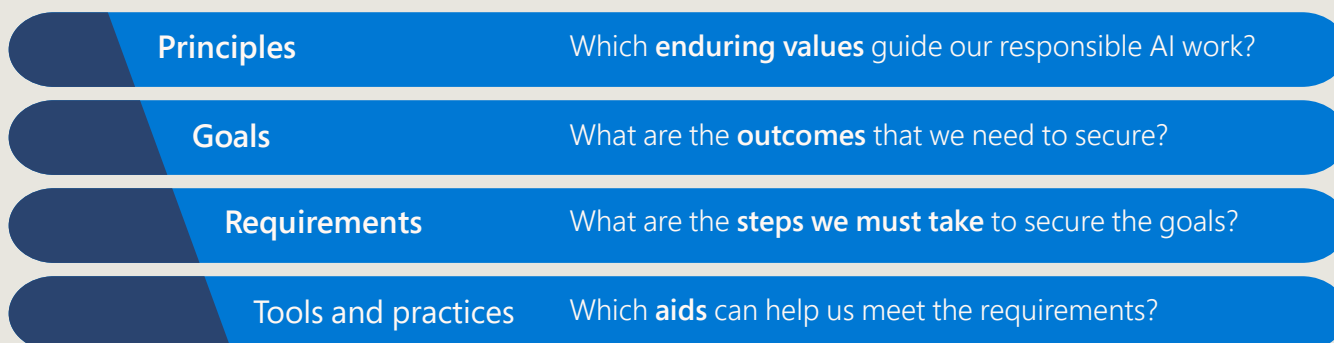 Principles Which enduring values guide our responsible AI work?
Goals What are the outcomes that we need to secure?
Requirements What are the steps we must take to secure the goals?
Tools and practices Which aids can help us meet the requirements?